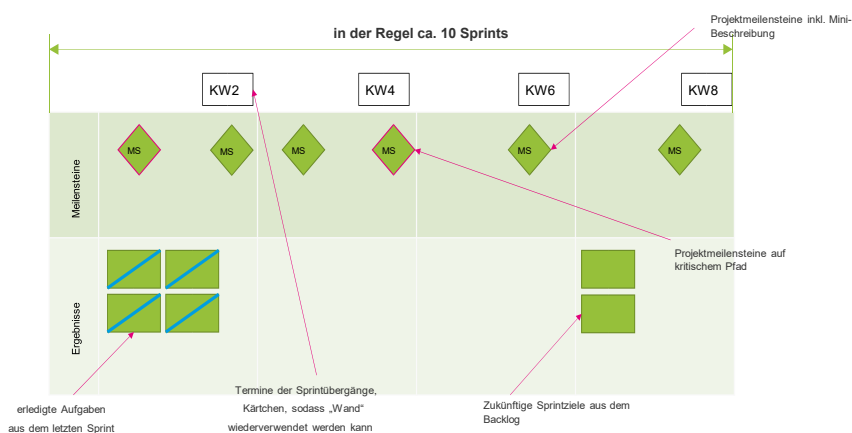 Projektmeilensteine inkl. Mini-
Beschreibung
in der Regel ca. 10 Sprints
KW2
KW4
KW6
KW8
Meilensteine
MS
MS
MS
MS
MS
MS
Projektmeilensteine auf
kritischem Pfad
Ergebnisse
erledigte Aufgaben
aus dem letzten Sprint
Termine der Sprintübergänge,
Kärtchen, sodass „Wand“
wiederverwendet werden kann
Zukünftige Sprintziele aus dem
Backlog